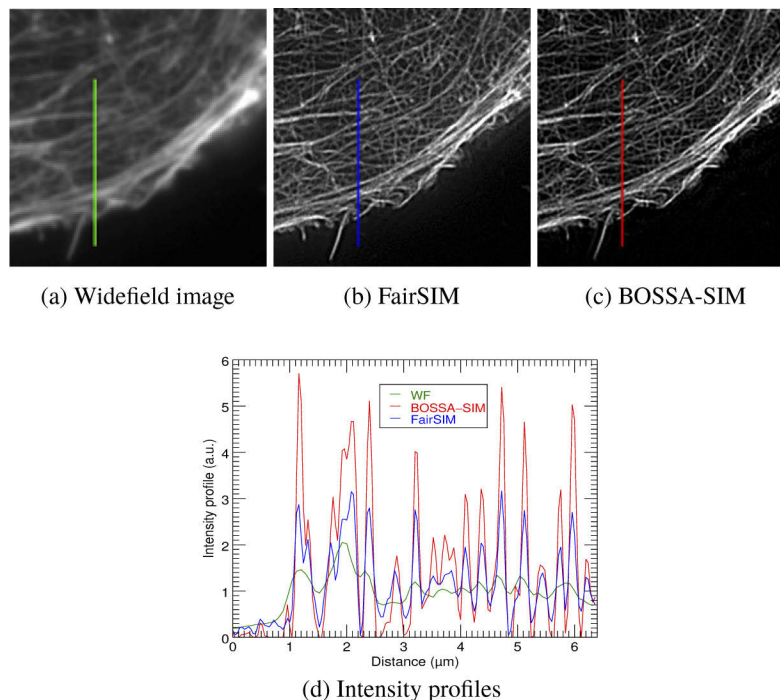 (a) Widefield image
(b) FairSIM
(c) BOSSA-SIM
6
5
4
3
2
1
0
Intensity profile (a.u.)
WF
BOSSA-SIM
FairSIM
0 1 2 3 4 5 6
Distance (μm)
(d) Intensity profiles